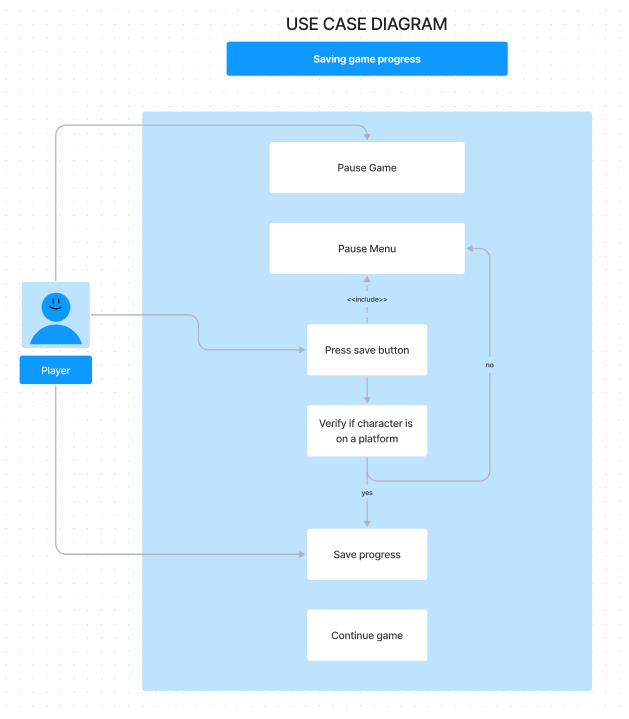 USE CASE DIAGRAM
Saving game progress
Pause Game
Pause Menu
<<include>>
Press save button
Player
no
Verify if character is
on a platform
yes
Save progress
Continue game